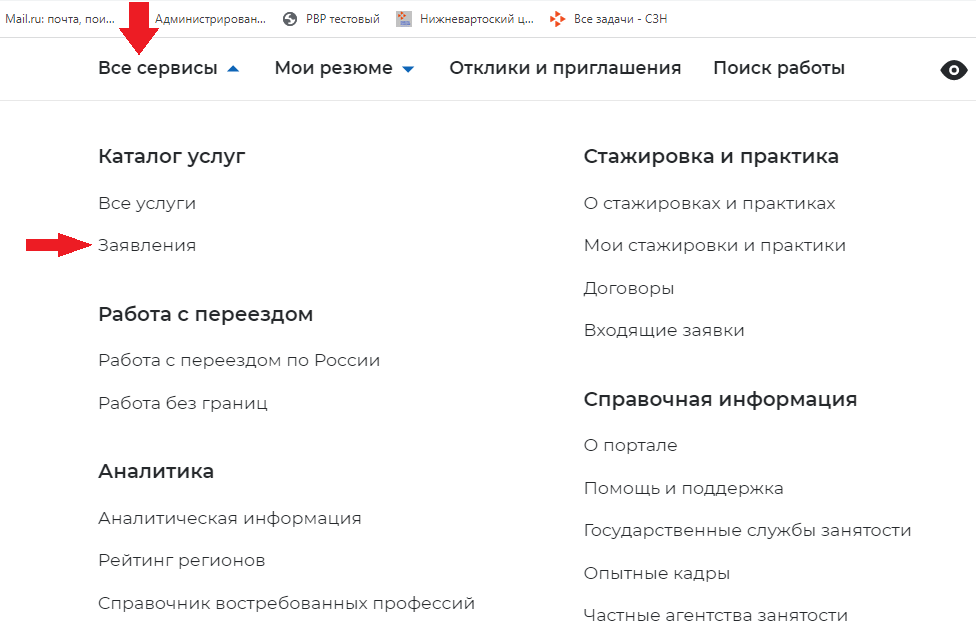 Mail.ru: почта, пои... Администрирован... РВР тестовый Нижневартоский ц... Все задачи - СЗН
Все сервисы Мои резюме Отклики и приглашения Поиск работы
Каталог услуг
Все услуги
Заявления
Работа с переездом
Работа с переездом по России
Работа без границ
Аналитика
Аналитическая информация
Рейтинг регионов
Справочник востребованных профессий
Стажировка и практика
О стажировках и практиках
Мои стажировки и практики
Договоры
Входящие заявки
Справочная информация
О портале
Помощь и поддержка
Государственные службы занятости
Опытные кадры
Частные агентства занятости